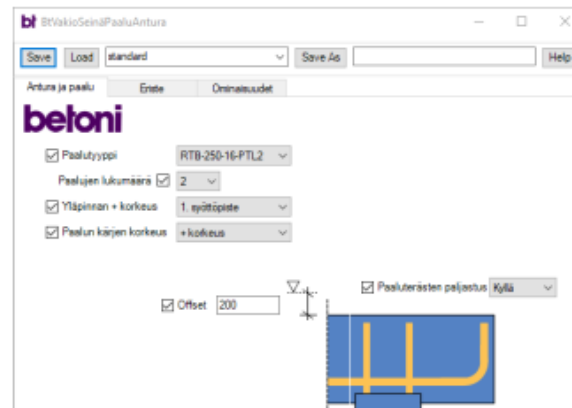 bt BtVakioSeinäPaaluAntura
Save Load standard Save As Help
Antura ja paalu Eriste Ominaisuudet
betoni
Paalutyyppi RTB-250-16-PTL2
Paalujen lukumäärä 2
Yläpinnan + korkeus 1. syöttöpiste
Paalun kärjen korkeus + korkeus
Paaluterästen paljastus Kyllä
Offset 200